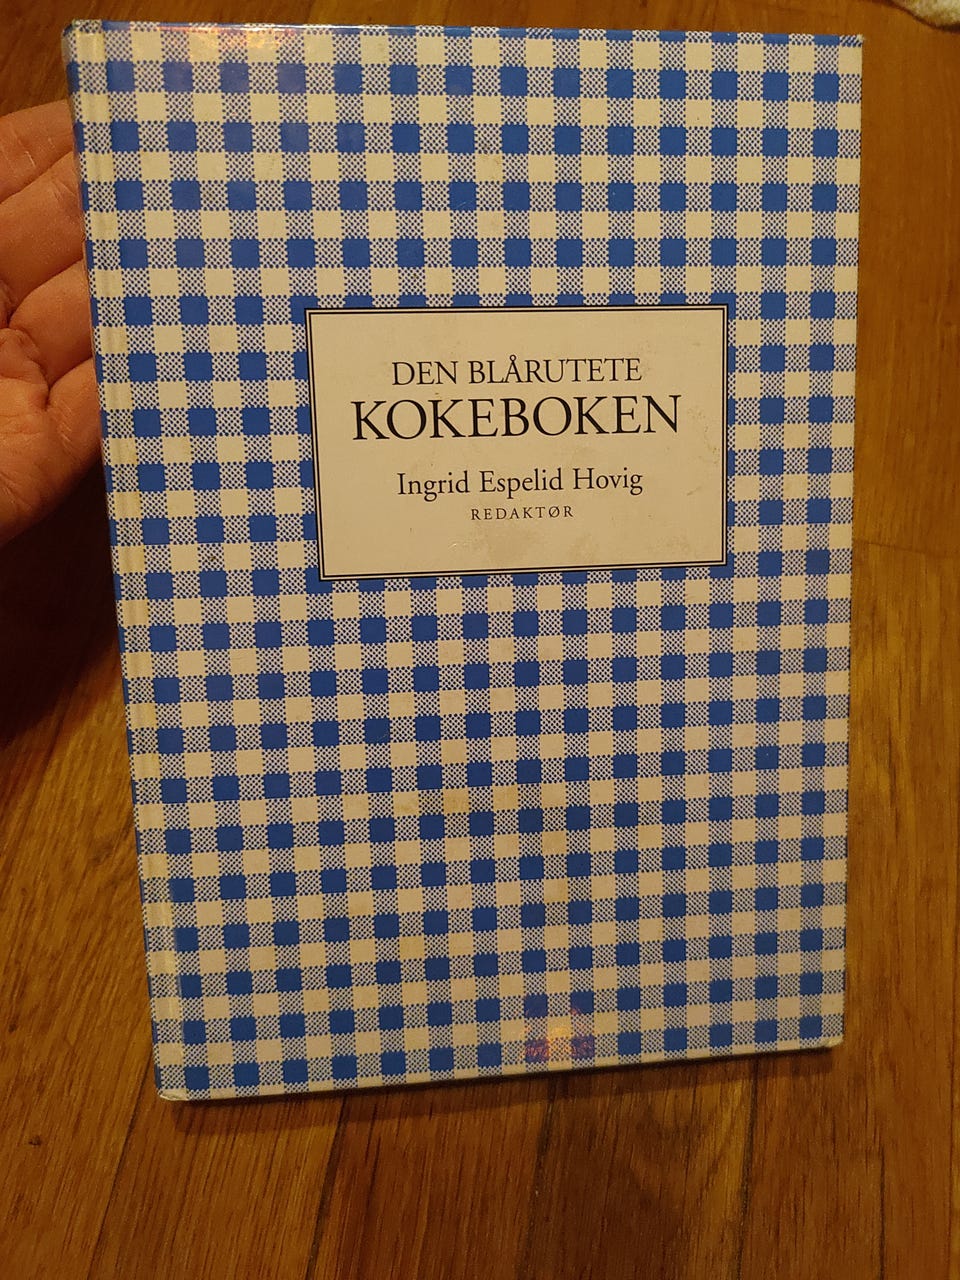 DEN BLÅRUTETE
KOKEBOKEN
Ingrid Espelid Hovig
REDAKTØR